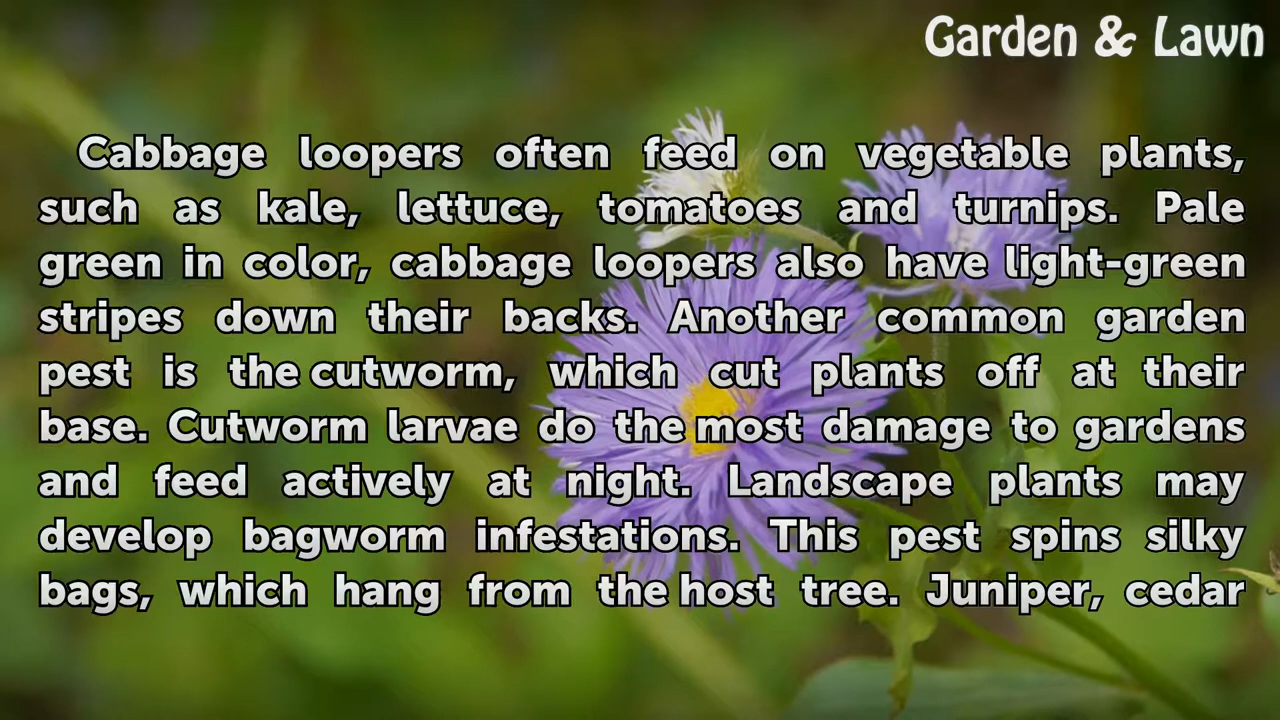 Garden & Lawn
Cabbage loopers often feed on vegetable plants,
such as kale, lettuce, tomatoes and turnips. Pale
green in color, cabbage loopers also have light-green
stripes down their backs. Another common garden
pest is the cutworm, which cut plants off at their
base. Cutworm larvae do the most damage to gardens
and feed actively at night. Landscape plants may
develop bagworm infestations. This pest spins silky
bags, which hang from the host tree. Juniper, cedar